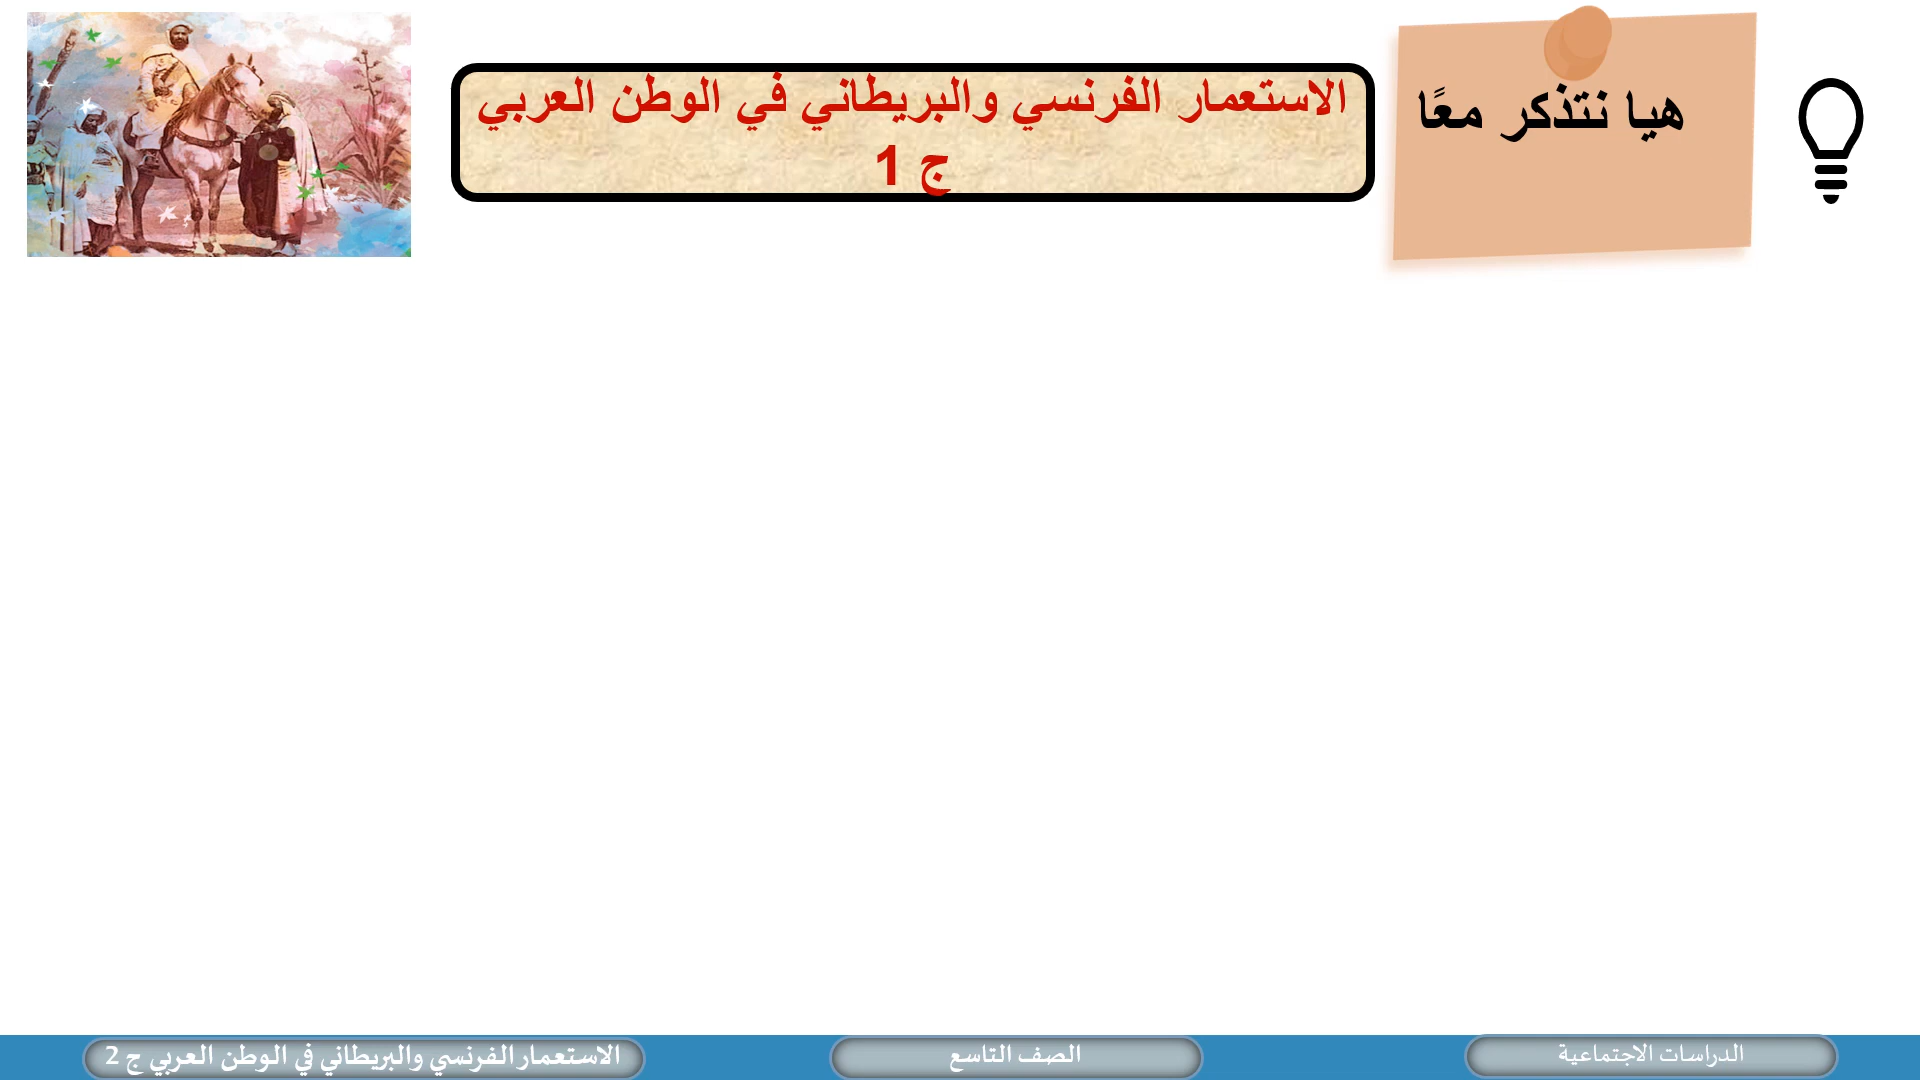 هيا نتذكر معًا
الاستعمار الفرنسي والبريطاني في الوطن العربي
ج 1
الدراسات الاجتماعية
الصف التاسع
الاستعمار الفرنسي والبريطاني في الوطن العربي ج 2